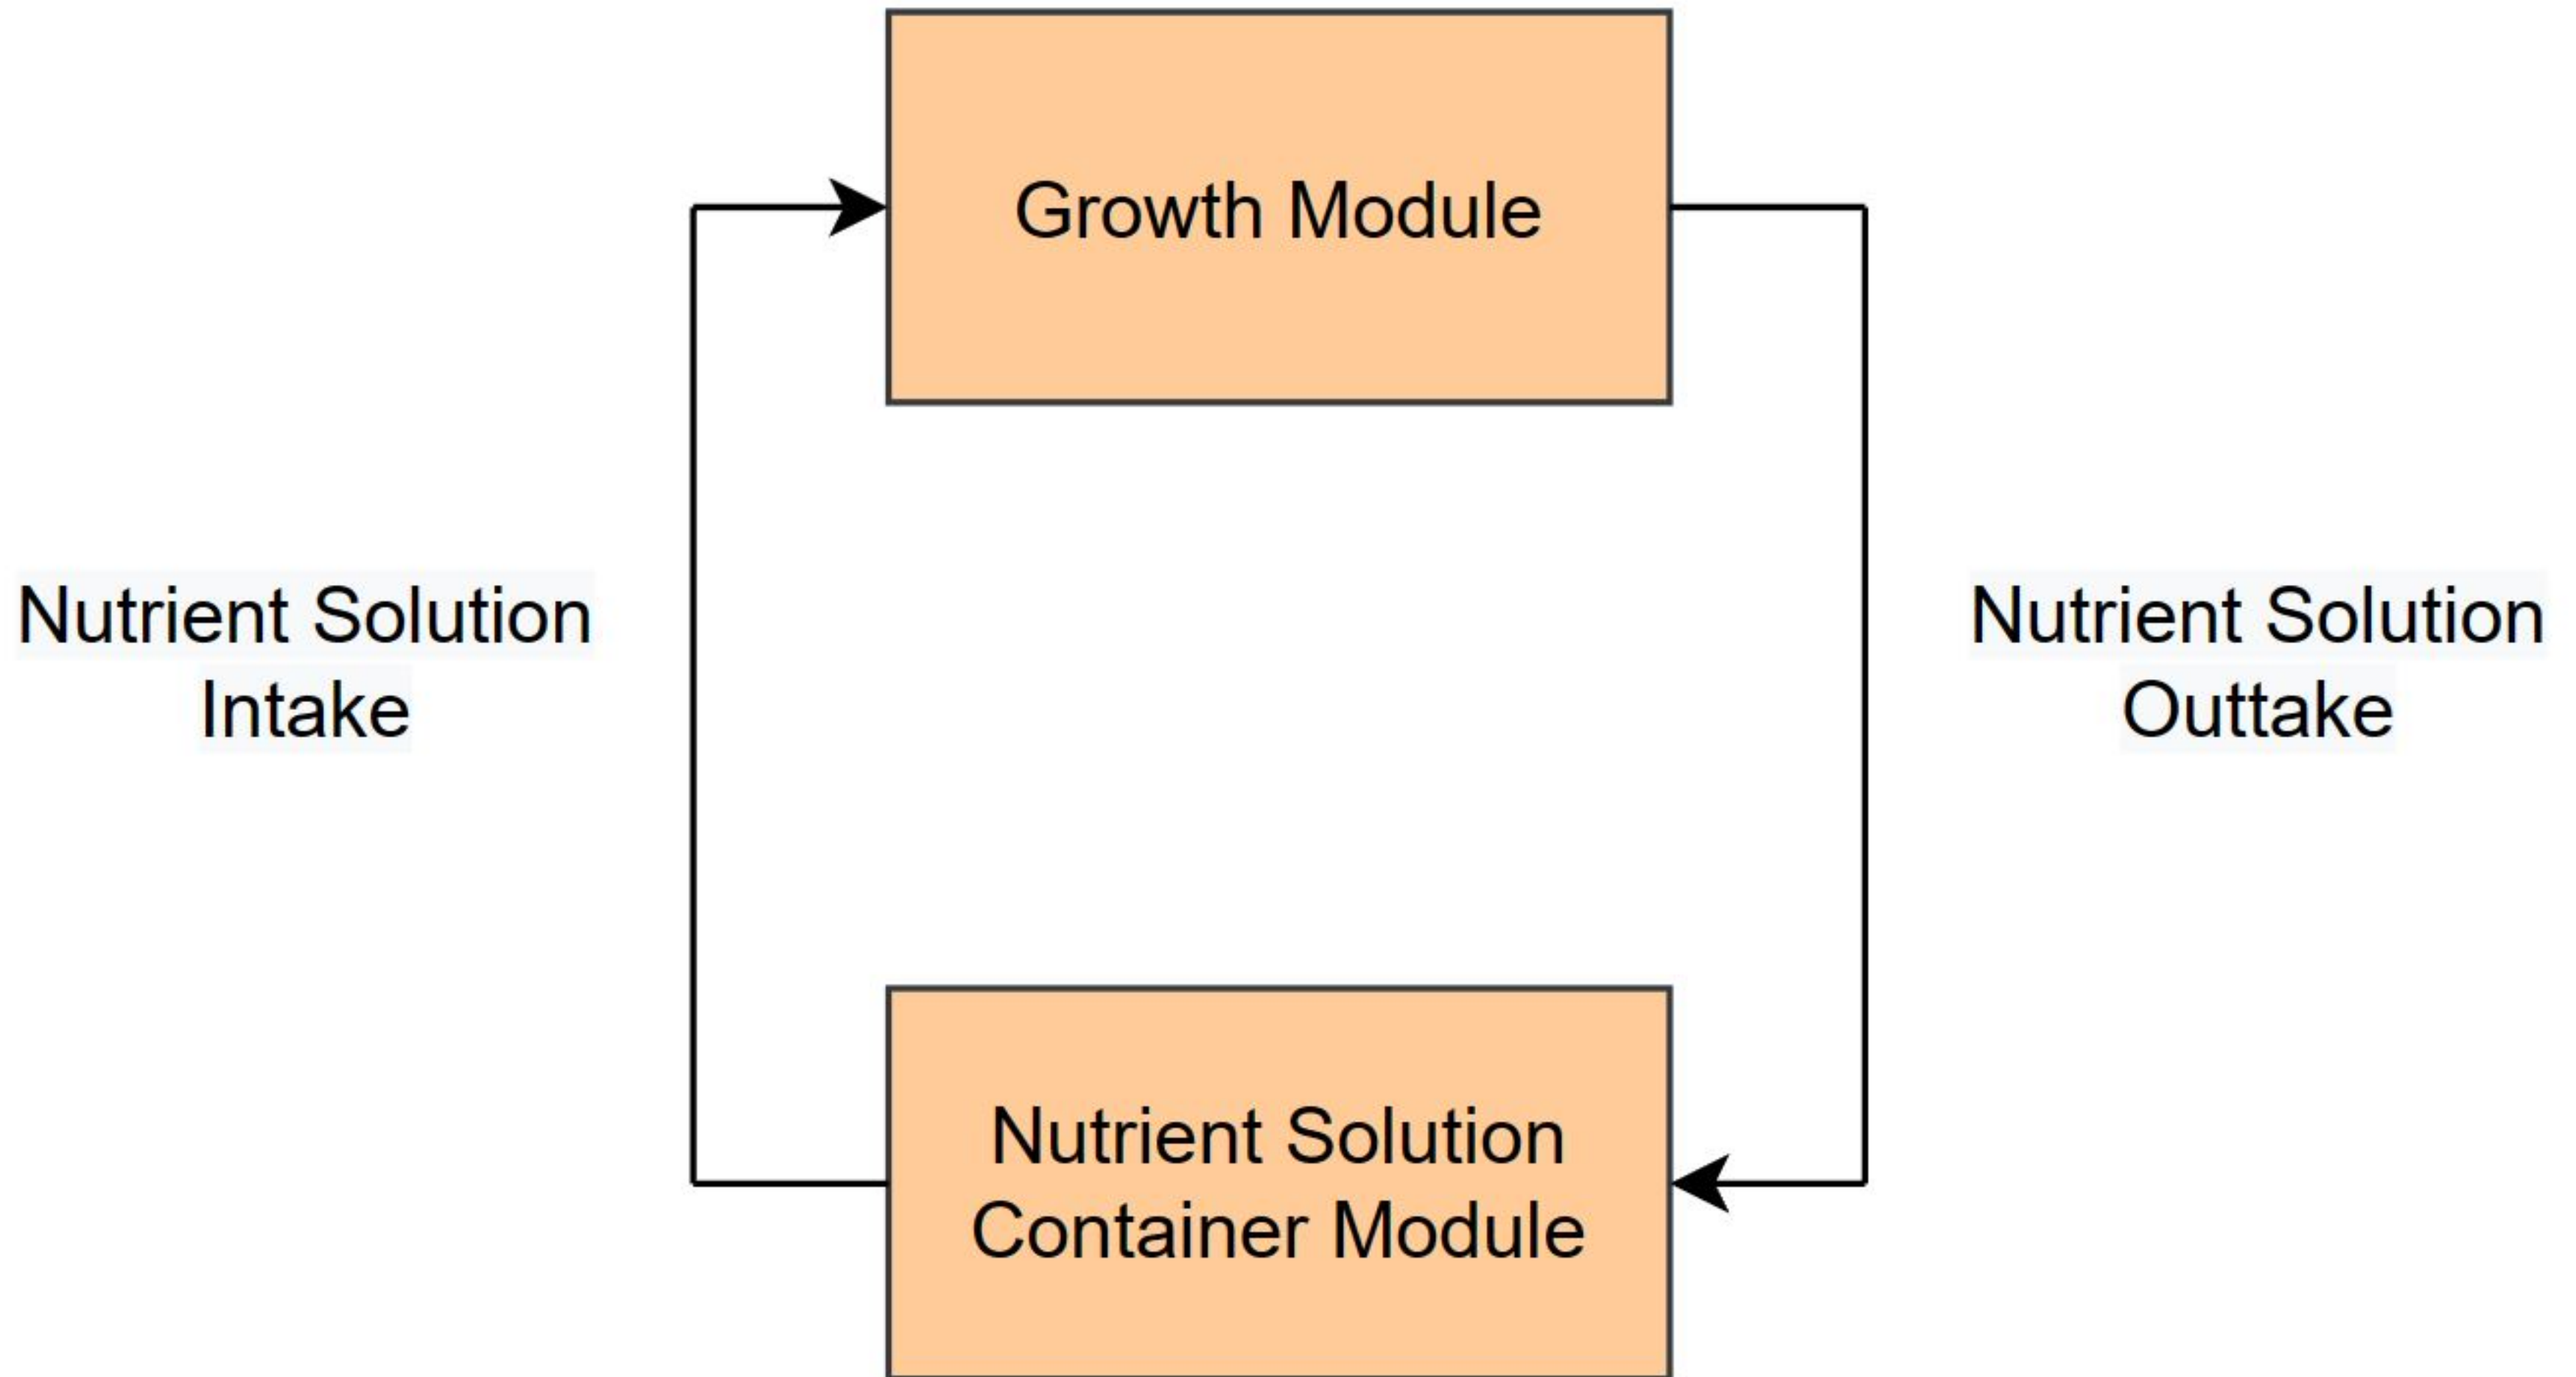 Growth Module
Nutrient Solution
Intake
Nutrient Solution
Outtake
Nutrient Solution
Container Module